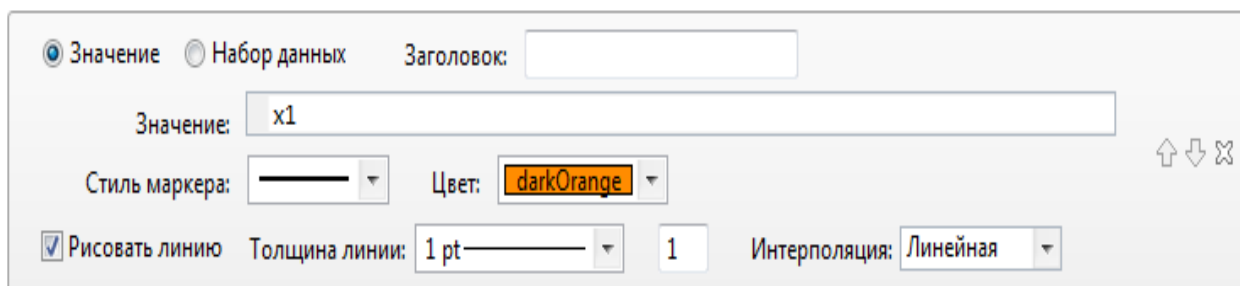 Значение Набор данных Заголовок:
Значение: x1
Стиль маркера: Цвет: darkOrange
Рисовать линию Толщина линии: 1 pt 1 Интерполяция: Линейная